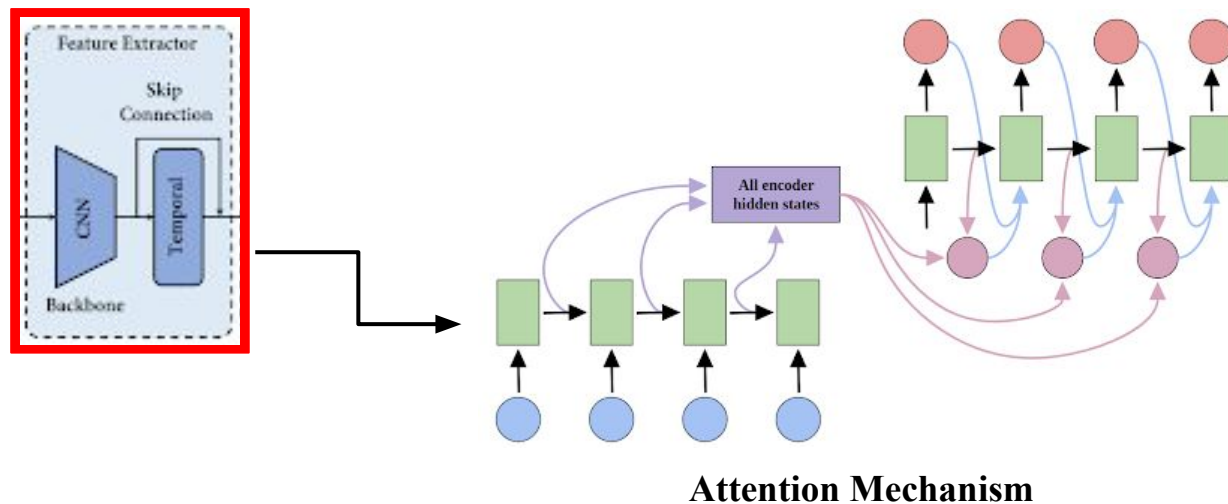 Feature Extractor
Skip
Connection
CNN
Temporal
Backbone
All encoder
hidden states
Attention Mechanism